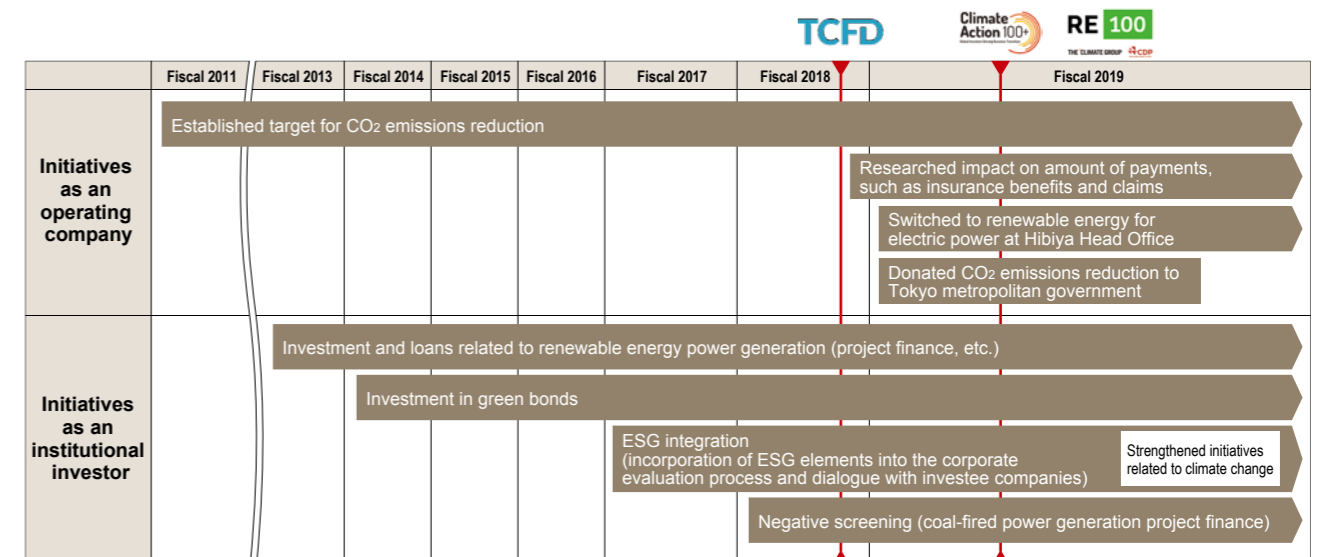 TCFD
Climate
Action 100+
Global Investors Driving Business Transition
RE 100
THE CLIMATE GROUP CDP
Fiscal 2011 Fiscal 2013 Fiscal 2014 Fiscal 2015 Fiscal 2016 Fiscal 2017 Fiscal 2018 Fiscal 2019
Initiatives
as an
operating
company
Established target for CO2 emissions reduction
Researched impact on amount of payments,
such as insurance benefits and claims
Switched to renewable energy for
electric power at Hibiya Head Office
Donated CO2 emissions reduction to
Tokyo metropolitan government
Initiatives
as an
institutional
investor
Investment and loans related to renewable energy power generation (project finance, etc.)
Investment in green bonds
ESG integration
(incorporation of ESG elements into the corporate
evaluation process and dialogue with investee companies)
Strengthened initiatives
related to climate change
Negative screening (coal-fired power generation project finance)